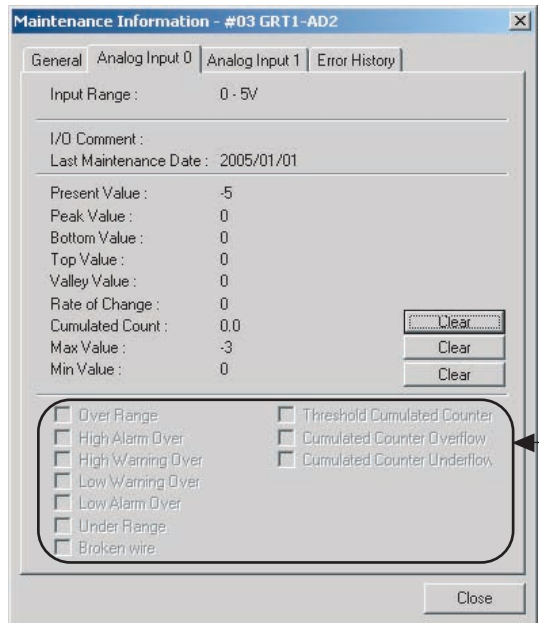 Maintenance Information - #03 GRT1-AD2
General Analog Input 0 Analog Input 1 Error History
Input Range : 0 - 5V
I/O Comment :
Last Maintenance Date : 2005/01/01
Present Value : -5
Peak Value : 0
Bottom Value : 0
Top Value : 0
Valley Value : 0
Rate of Change : 0
Cumulated Count : 0.0 Clear
Max Value : -3 Clear
Min Value : 0 Clear
Over Range Threshold Cumulated Counter
High Alarm Over Cumulated Counter Overflow
High Warning Over Cumulated Counter Underflow
Low Warning Over
Low Alarm Over
Under Range
Broken wire
Close